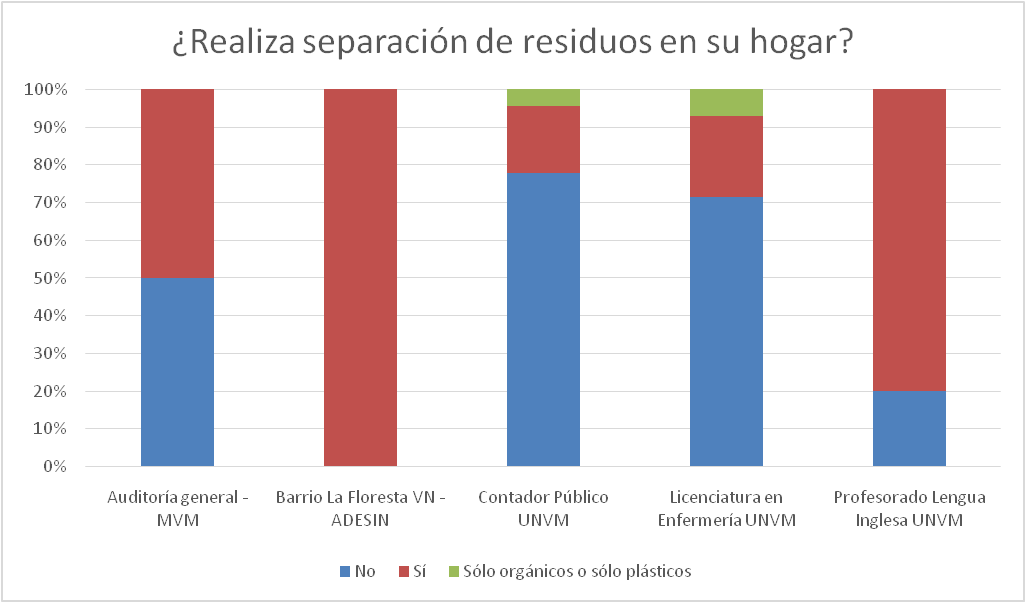 ¿Realiza separación de residuos en su hogar?
100%
90%
80%
70%
60%
50%
40%
30%
20%
10%
0%
Auditoría general -
MVM
Barrio La Floresta VN -
ADESIN
Contador Público
UNVM
Licenciatura en
Enfermería UNVM
Profesorado Lengua
Inglesa UNVM
No
Sí
Sólo orgánicos o sólo plásticos